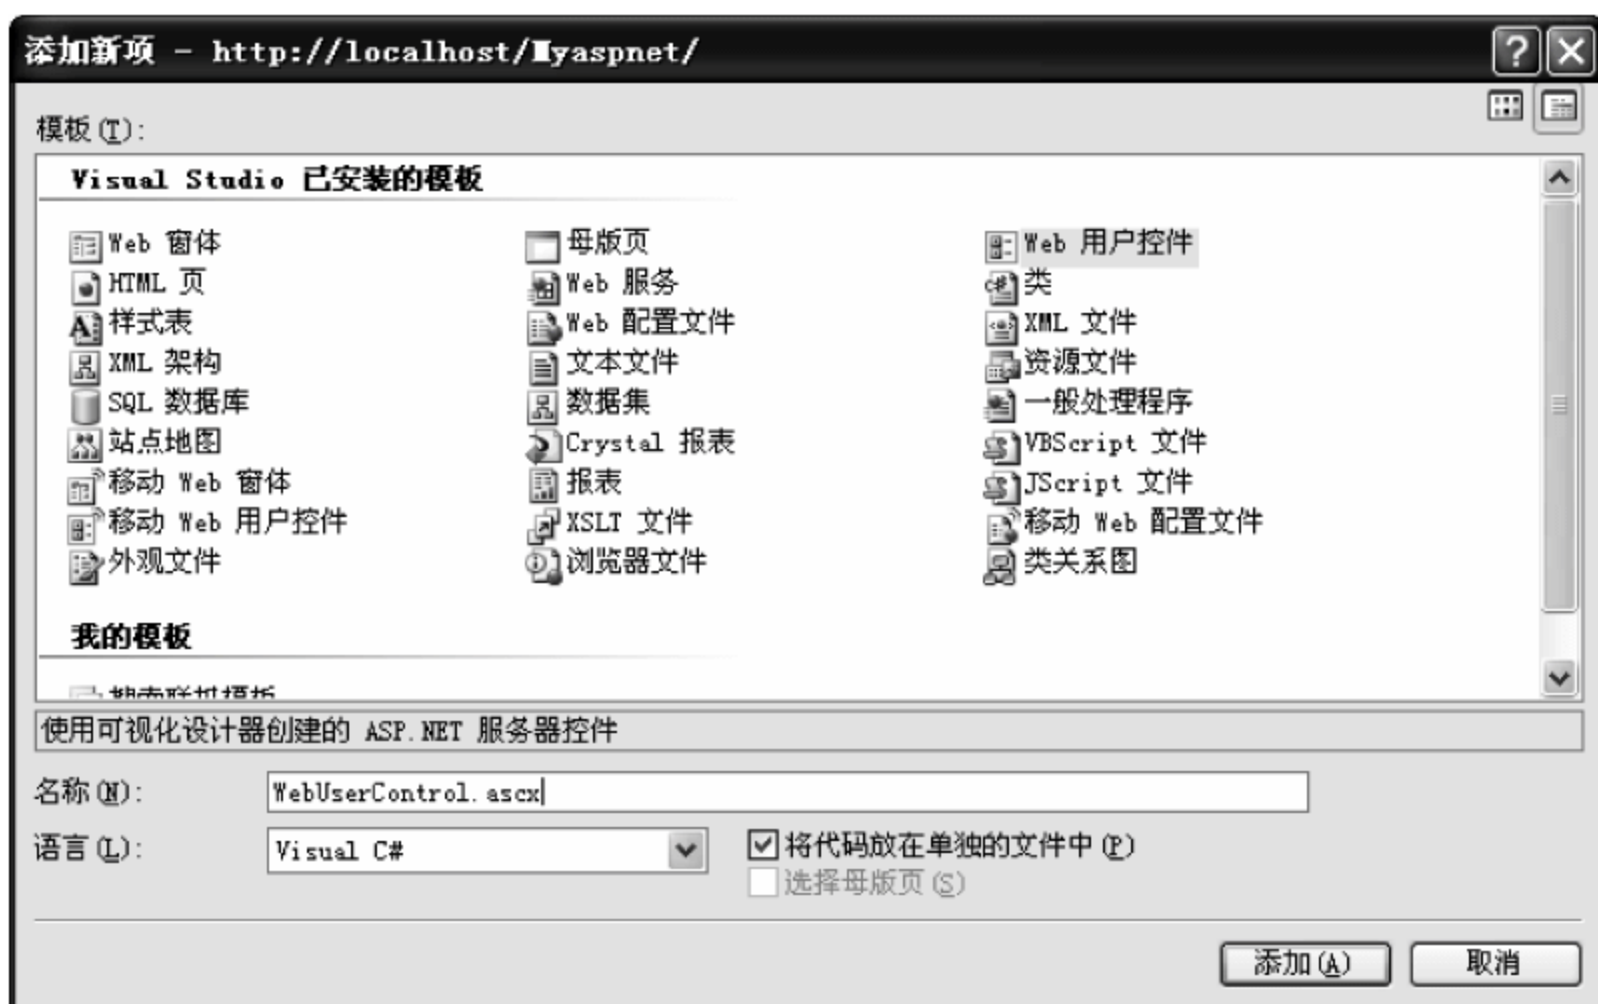 添加新项 - http://localhost/Myaspnet/
模板(T):
Visual Studio 已安装的模板
Web 窗体 母版页 Web 用户控件
HTML 页 Web 服务 类
样式表 Web 配置文件 XML 文件
XML 架构 文本文件 资源文件
SQL 数据库 数据集 一般处理程序
站点地图 Crystal 报表 VBScript 文件
移动 Web 窗体 报表 JScript 文件
移动 Web 用户控件 XSLT 文件 移动 Web 配置文件
外观文件 浏览器文件 类关系图
我的模板
搜索联机模板
使用可视化设计器创建的 ASP.NET 服务器控件
名称(N): WebUserControl.ascx
语言(L): Visual C# 将代码放在单独的文件中(P)
选择母版页(S)
添加(A) 取消